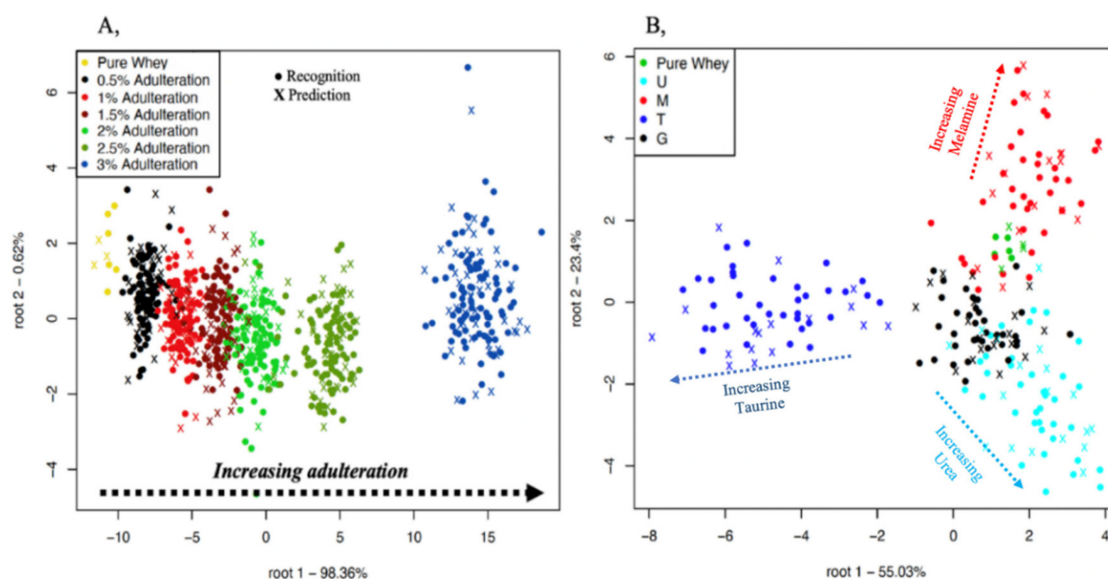 A,
Pure Whey
0.5% Adulteration
1% Adulteration
1.5% Adulteration
2% Adulteration
2.5% Adulteration
3% Adulteration
Recognition
X Prediction
root 2 – 0.62%
6
4
2
0
−2
−4
Increasing adulteration
−10
−5
0
5
10
15
root 1 – 98.36%
B,
Pure Whey
U
M
T
G
root 2 – 23.4%
6
4
2
0
−2
−4
Increasing
Melamine
Increasing
Taurine
Increasing
Urea
−8
−6
−4
−2
0
2
4
root 1 – 55.03%